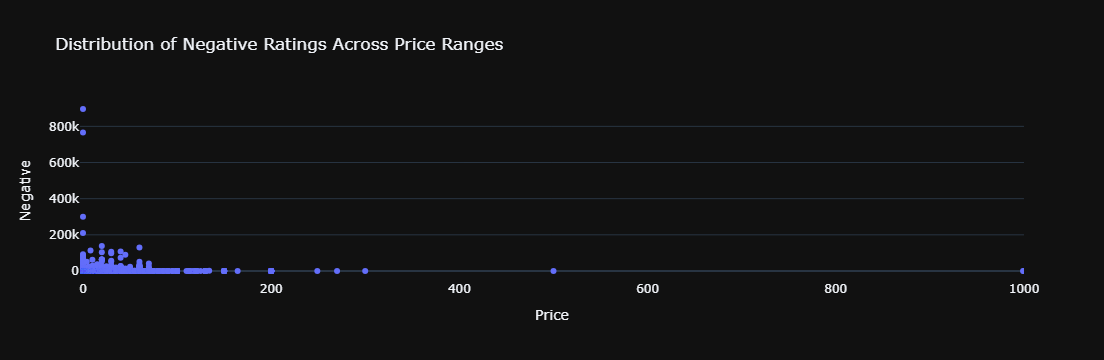 Distribution of Negative Ratings Across Price Ranges
Negative
800k
600k
400k
200k
0
0 200 400 600 800 1000
Price